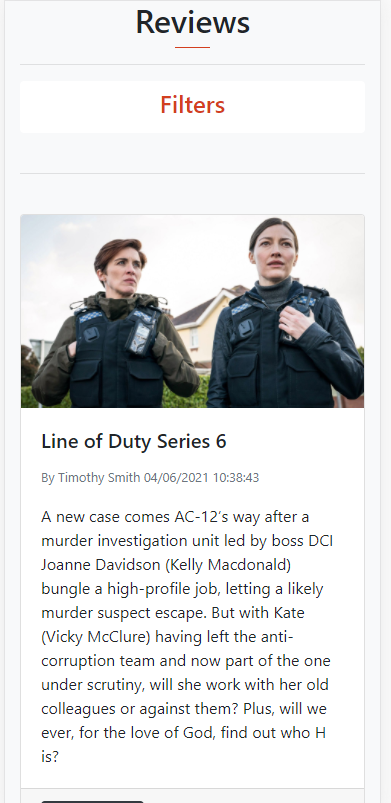 Reviews
Filters
Line of Duty Series 6
By Timothy Smith 04/06/2021 10:38:43
A new case comes AC-12's way after a
murder investigation unit led by boss DCI
Joanne Davidson (Kelly Macdonald)
bungle a high-profile job, letting a likely
murder suspect escape. But with Kate
(Vicky McClure) having left the anti-
corruption team and now part of the one
under scrutiny, will she work with her old
colleagues or against them? Plus, will we
ever, for the love of God, find out who H
is?